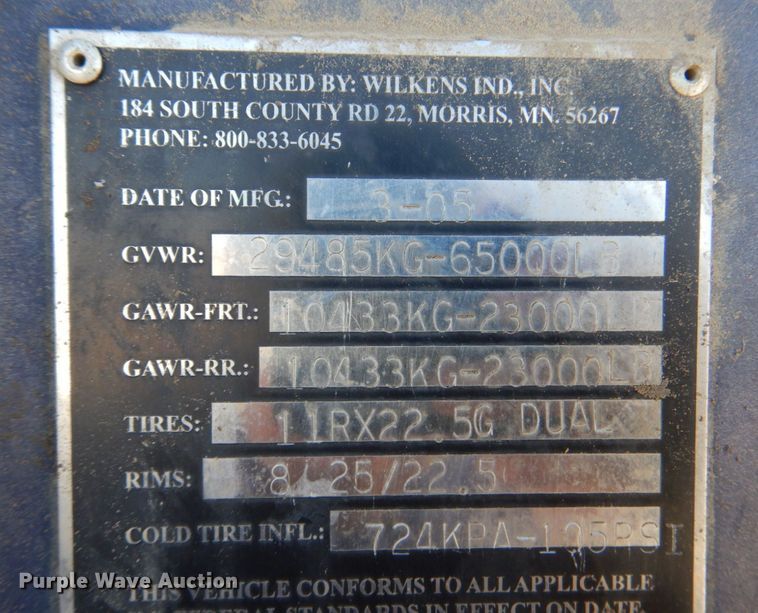 MANUFACTURED BY: WILKENS IND., INC.
184 SOUTH COUNTY RD 22, MORRIS, MN. 56267
PHONE: 800-833-6045
DATE OF MFG.: 3-05
GVWR: 29485KG-65000LB
GAWR-FRT.: 10433KG-23000LB
GAWR-RR.: 10433KG-23000LB
TIRES: 11RX22.5G DUAL
RIMS: 8.25/22.5
COLD TIRE INFL.: 724KPA-105PSI
THIS VEHICLE CONFORMS TO ALL APPLICABLE
U.S. FEDERAL STANDARDS IN EFFECT ON DATE
Purple Wave Auction